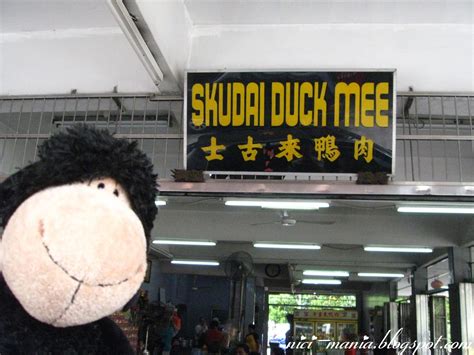 SKUDAI DUCK MEE
士古來鴨肉
nici-mania.blogspot.com